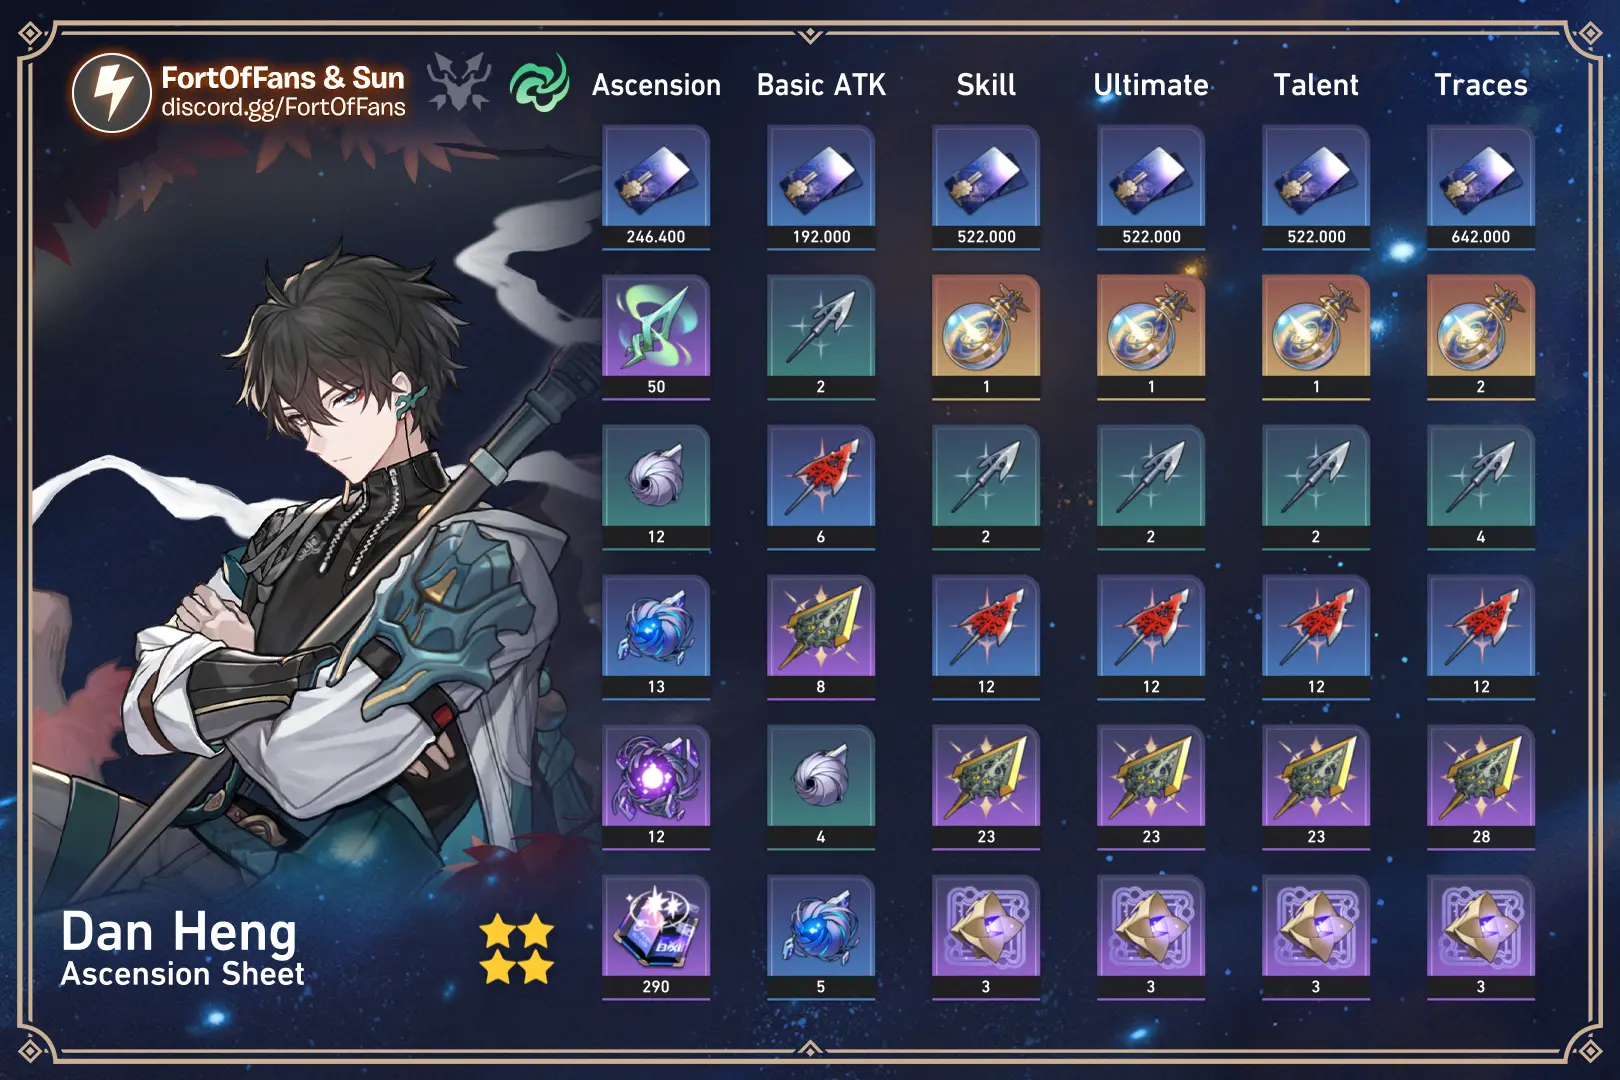 FortOfFans & Sun
discord.gg/FortOfFans
Ascension Basic ATK Skill Ultimate Talent Traces
246.400 192.000 522.000 522.000 522.000 642.000
50 2 1 1 1 2
12 6 2 2 2 4
13 8 12 12 12 12
12 4 23 23 23 28
290 5 3 3 3 3
Dan Heng
Ascension Sheet